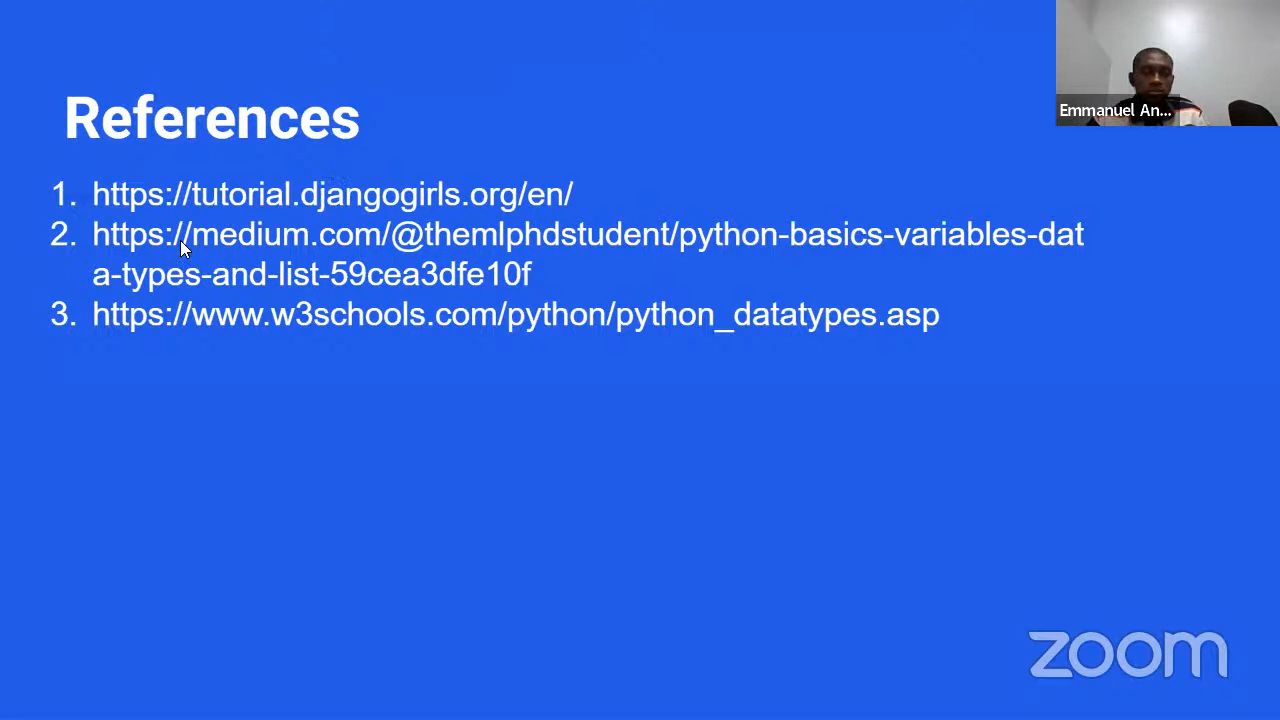 Emmanuel An...
References
1. https://tutorial.djangogirls.org/en/
2. https://medium.com/@themlphdstudent/python-basics-variables-dat
a-types-and-list-59cea3dfe10f
3. https://www.w3schools.com/python/python_datatypes.asp
zoom